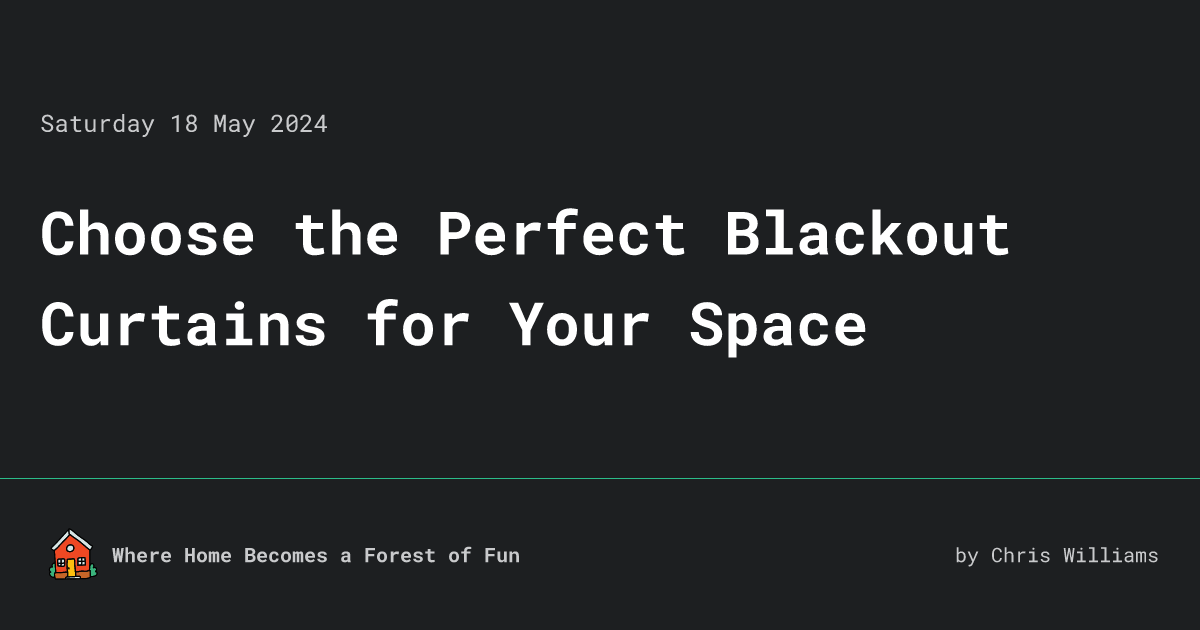 Saturday 18 May 2024
Choose the Perfect Blackout
Curtains for Your Space
Where Home Becomes a Forest of Fun
by Chris Williams